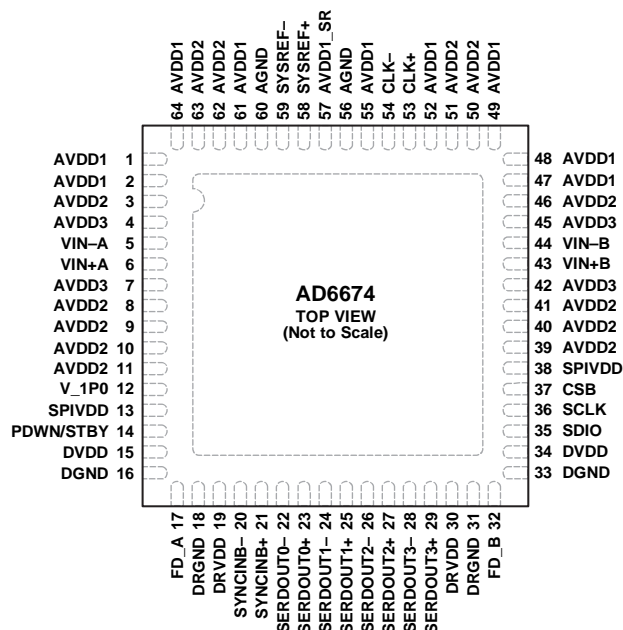 64 AVDD1
63 AVDD2
62 AVDD2
61 AVDD1
60 AGND
59 SYSREF–
58 SYSREF+
57 AVDD1_SR
56 AGND
55 AVDD1
54 CLK–
53 CLK+
52 AVDD1
51 AVDD2
50 AVDD2
49 AVDD1
AVDD1 1
AVDD1 2
AVDD2 3
AVDD3 4
VIN–A 5
VIN+A 6
AVDD3 7
AVDD2 8
AVDD2 9
AVDD2 10
AVDD2 11
V_1P0 12
SPIVDD 13
PDWN/STBY 14
DVDD 15
DGND 16
AD6674
TOP VIEW
(Not to Scale)
48 AVDD1
47 AVDD1
46 AVDD2
45 AVDD3
44 VIN–B
43 VIN+B
42 AVDD3
41 AVDD2
40 AVDD2
39 AVDD2
38 SPIVDD
37 CSB
36 SCLK
35 SDIO
34 DVDD
33 DGND
FD_A 17
DRGND 18
DRVDD 19
SYNCINB– 20
SYNCINB+ 21
SERDOUT0– 22
SERDOUT0+ 23
SERDOUT1– 24
SERDOUT1+ 25
SERDOUT2– 26
SERDOUT2+ 27
SERDOUT3– 28
SERDOUT3+ 29
DRVDD 30
DRGND 31
FD_B 32